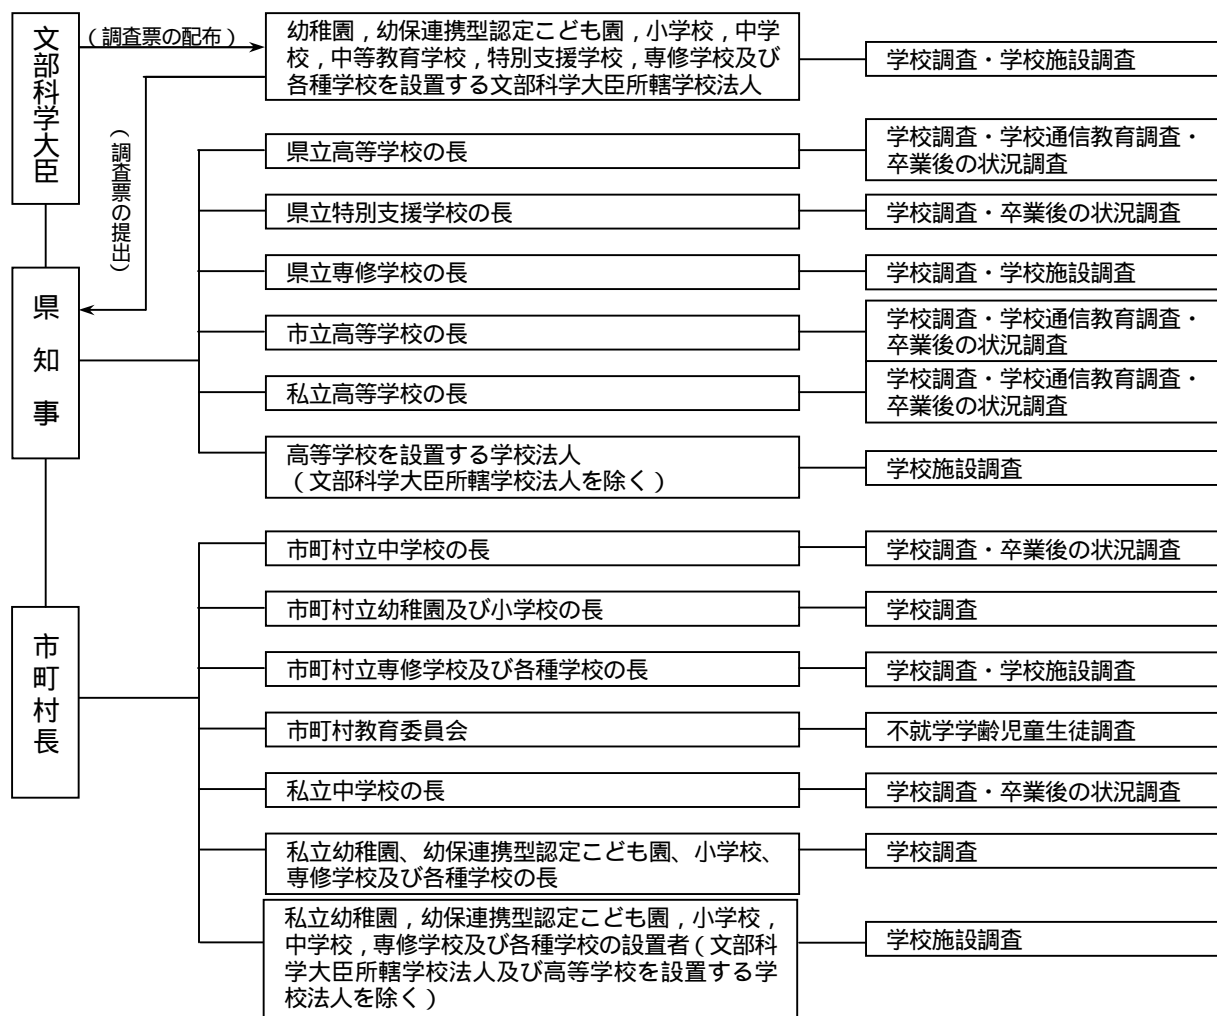 文部科学大臣
（調査票の配布）
幼稚園，幼保連携型認定こども園，小学校，中学
校，中等教育学校，特別支援学校，専修学校及び
各種学校を設置する文部科学大臣所轄学校法人
学校調査・学校施設調査
（調査票の提出）
県知事
県立高等学校の長
学校調査・学校通信教育調査・
卒業後の状況調査
県立特別支援学校の長
学校調査・卒業後の状況調査
県立専修学校の長
学校調査・学校施設調査
市立高等学校の長
学校調査・学校通信教育調査・
卒業後の状況調査
私立高等学校の長
学校調査・学校通信教育調査・
卒業後の状況調査
高等学校を設置する学校法人
（文部科学大臣所轄学校法人を除く）
学校施設調査
市町村長
市町村立中学校の長
学校調査・卒業後の状況調査
市町村立幼稚園及び小学校の長
学校調査
市町村立専修学校及び各種学校の長
学校調査・学校施設調査
市町村教育委員会
不就学学齢児童生徒調査
私立中学校の長
学校調査・卒業後の状況調査
私立幼稚園、幼保連携型認定こども園、小学校、
専修学校及び各種学校の長
学校調査
私立幼稚園，幼保連携型認定こども園，小学校，
中学校，専修学校及び各種学校の設置者（文部科
学大臣所轄学校法人及び高等学校を設置する学
校法人を除く）
学校施設調査